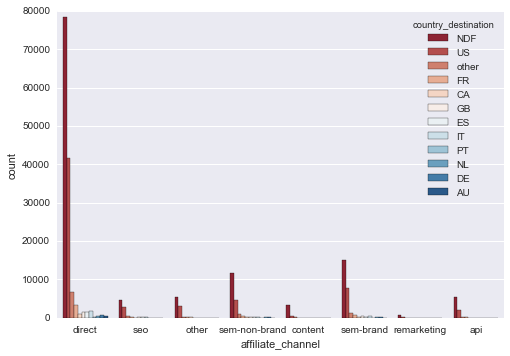 80000
70000
60000
50000
40000
30000
20000
10000
0
count
country_destination
NDF
US
other
FR
CA
GB
ES
IT
PT
NL
DE
AU
direct seo other sem-non-brand content sem-brand remarketing api
affiliate_channel